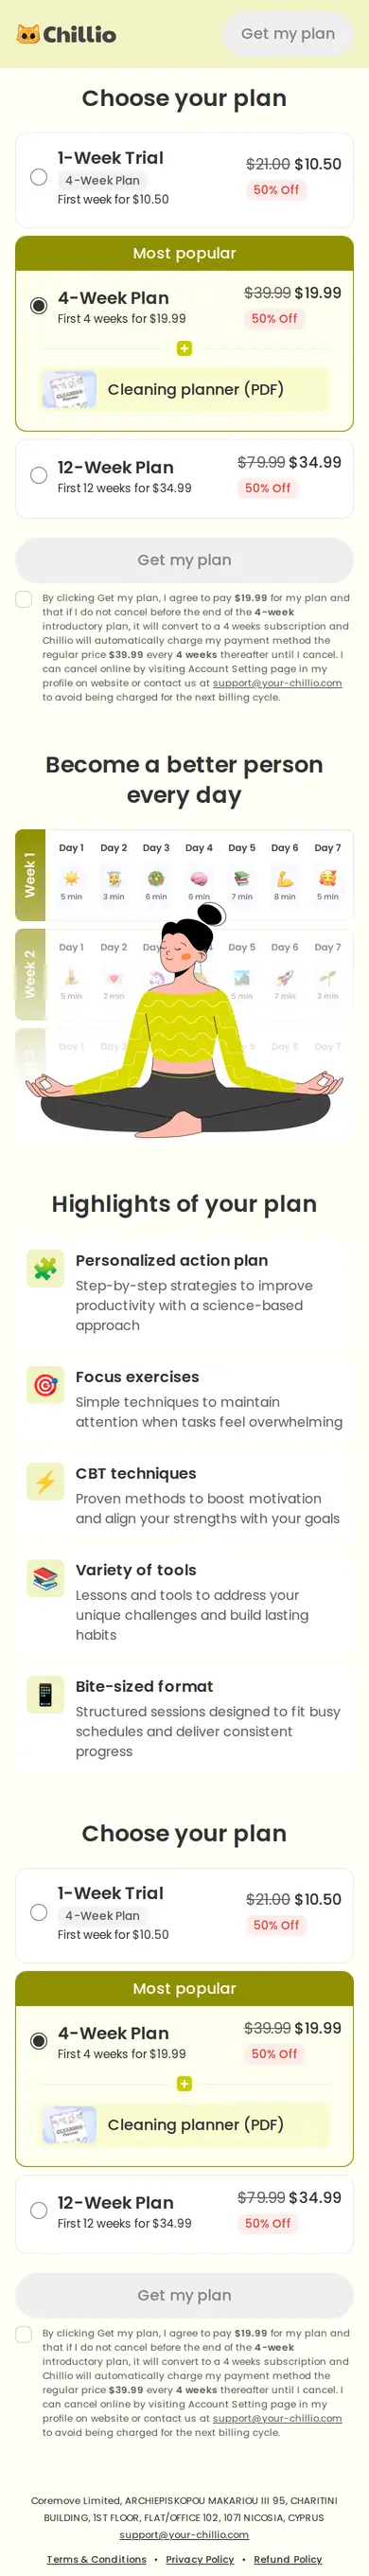 Chillio
Get my plan
Choose your plan
1-Week Trial
$21.00 $10.50
4-Week Plan
50% Off
First week for $10.50
Most popular
4-Week Plan
$39.99 $19.99
First 4 weeks for $19.99
50% Off
Cleaning planner (PDF)
12-Week Plan
$79.99 $34.99
First 12 weeks for $34.99
50% Off
Get my plan
By clicking Get my plan, I agree to pay $19.99 for my plan and
that if I do not cancel before the end of the 4-week
introductory plan, it will convert to a 4 weeks subscription and
Chillio will automatically charge my payment method the
regular price $39.99 every 4 weeks thereafter until I cancel. I
can cancel online by visiting Account Setting page in my
profile on website or contact us at support@your-chillio.com
to avoid being charged for the next billing cycle.
Become a better person
every day
Week 1
Day 1 Day 2 Day 3 Day 4 Day 5 Day 6 Day 7
5 min 3 min 6 min 6 min 7 min 8 min 5 min
Week 2
Day 1 Day 2 Day 5 Day 6 Day 7
5 min 2 min 5 min 7 min 3 min
Day 1 Day 2 Day 6 Day 7
Highlights of your plan
Personalized action plan
Step-by-step strategies to improve
productivity with a science-based
approach
Focus exercises
Simple techniques to maintain
attention when tasks feel overwhelming
CBT techniques
Proven methods to boost motivation
and align your strengths with your goals
Variety of tools
Lessons and tools to address your
unique challenges and build lasting
habits
Bite-sized format
Structured sessions designed to fit busy
schedules and deliver consistent
progress
Choose your plan
1-Week Trial
$21.00 $10.50
4-Week Plan
50% Off
First week for $10.50
Most popular
4-Week Plan
$39.99 $19.99
First 4 weeks for $19.99
50% Off
Cleaning planner (PDF)
12-Week Plan
$79.99 $34.99
First 12 weeks for $34.99
50% Off
Get my plan
By clicking Get my plan, I agree to pay $19.99 for my plan and
that if I do not cancel before the end of the 4-week
introductory plan, it will convert to a 4 weeks subscription and
Chillio will automatically charge my payment method the
regular price $39.99 every 4 weeks thereafter until I cancel. I
can cancel online by visiting Account Setting page in my
profile on website or contact us at support@your-chillio.com
to avoid being charged for the next billing cycle.
Coremove Limited, ARCHIEPISKOPOU MAKARIOU III 95, CHARITINI
BUILDING, 1ST FLOOR, FLAT/OFFICE 102, 1071 NICOSIA, CYPRUS
support@your-chillio.com
Terms & Conditions • Privacy Policy • Refund Policy